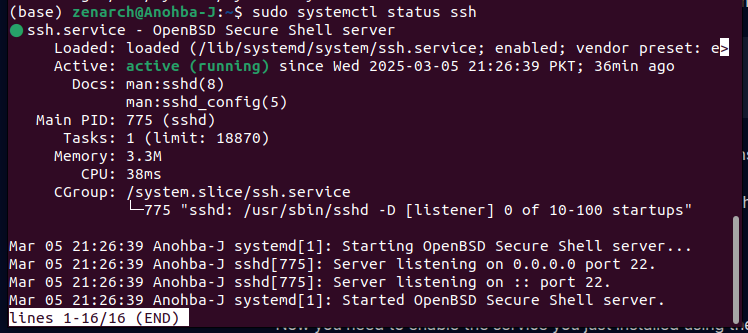 (base) zenarch@Anohba-J:~$ sudo systemctl status ssh
● ssh.service - OpenBSD Secure Shell server
     Loaded: loaded (/lib/systemd/system/ssh.service; enabled; vendor preset: e>
     Active: active (running) since Wed 2025-03-05 21:26:39 PKT; 36min ago
       Docs: man:sshd(8)
             man:sshd_config(5)
   Main PID: 775 (sshd)
      Tasks: 1 (limit: 18870)
     Memory: 3.3M
        CPU: 38ms
     CGroup: /system.slice/ssh.service
             └─775 "sshd: /usr/sbin/sshd -D [listener] 0 of 10-100 startups"

Mar 05 21:26:39 Anohba-J systemd[1]: Starting OpenBSD Secure Shell server...
Mar 05 21:26:39 Anohba-J sshd[775]: Server listening on 0.0.0.0 port 22.
Mar 05 21:26:39 Anohba-J sshd[775]: Server listening on :: port 22.
Mar 05 21:26:39 Anohba-J systemd[1]: Started OpenBSD Secure Shell server.
lines 1-16/16 (END)
Now you need to enable the service you just installed using the